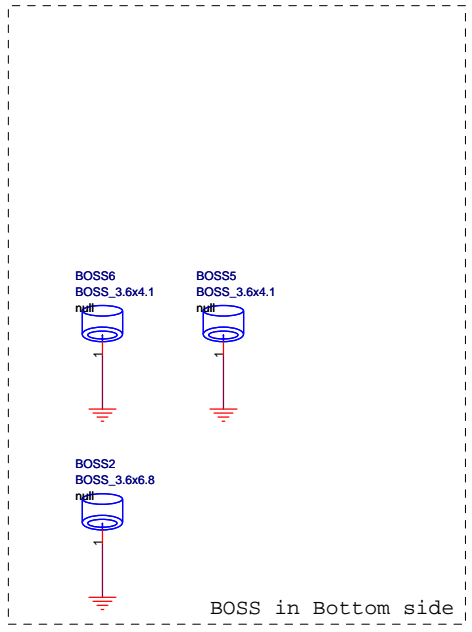 BOSS6
BOSS_3.6x4.1
null
1
BOSS5
BOSS_3.6x4.1
null
1
BOSS2
BOSS_3.6x6.8
null
1
BOSS in Bottom side